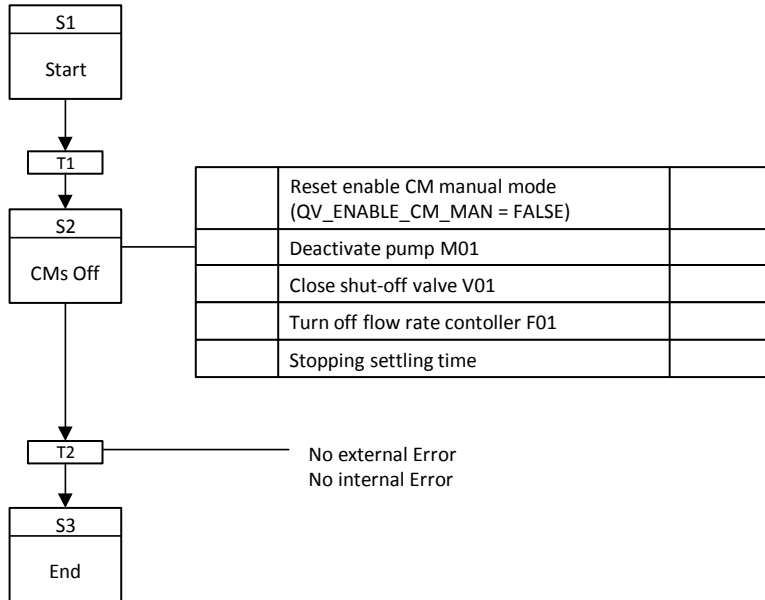 S1
Start
T1
Reset enable CM manual mode
(QV_ENABLE_CM_MAN = FALSE)
S2
CMs Off
Deactivate pump M01
Close shut-off valve V01
Turn off flow rate contoller F01
Stopping settling time
T2
No external Error
No internal Error
S3
End